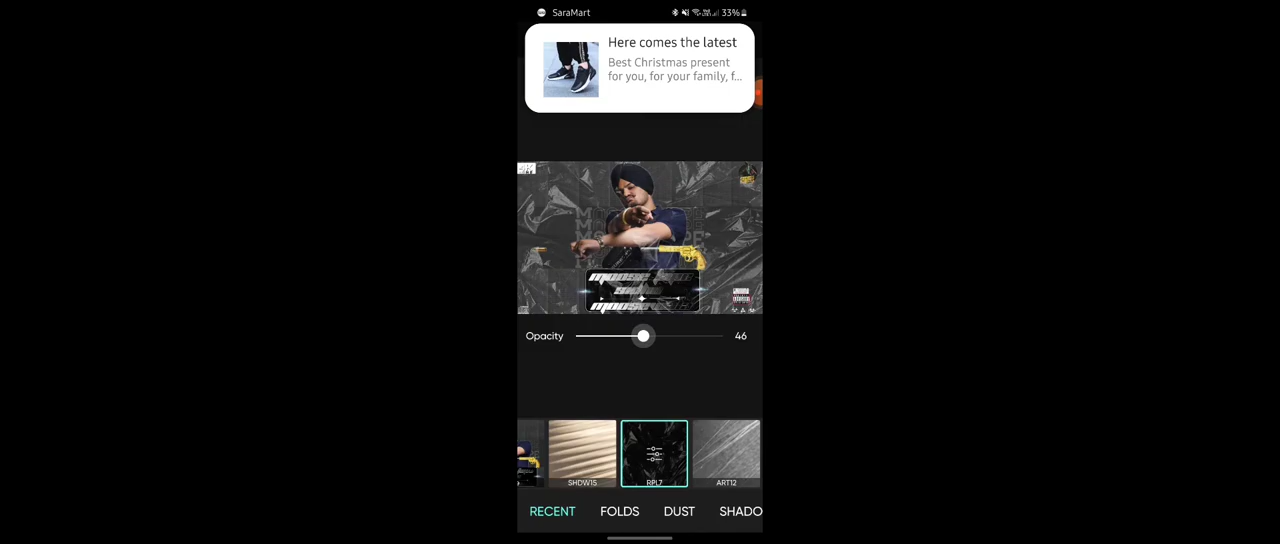 SaraMart
33%
Here comes the latest
Best Christmas present
for you, for your family, f...
Opacity
46
SHDW15
RPL7
ART12
RECENT
FOLDS
DUST
SHADO